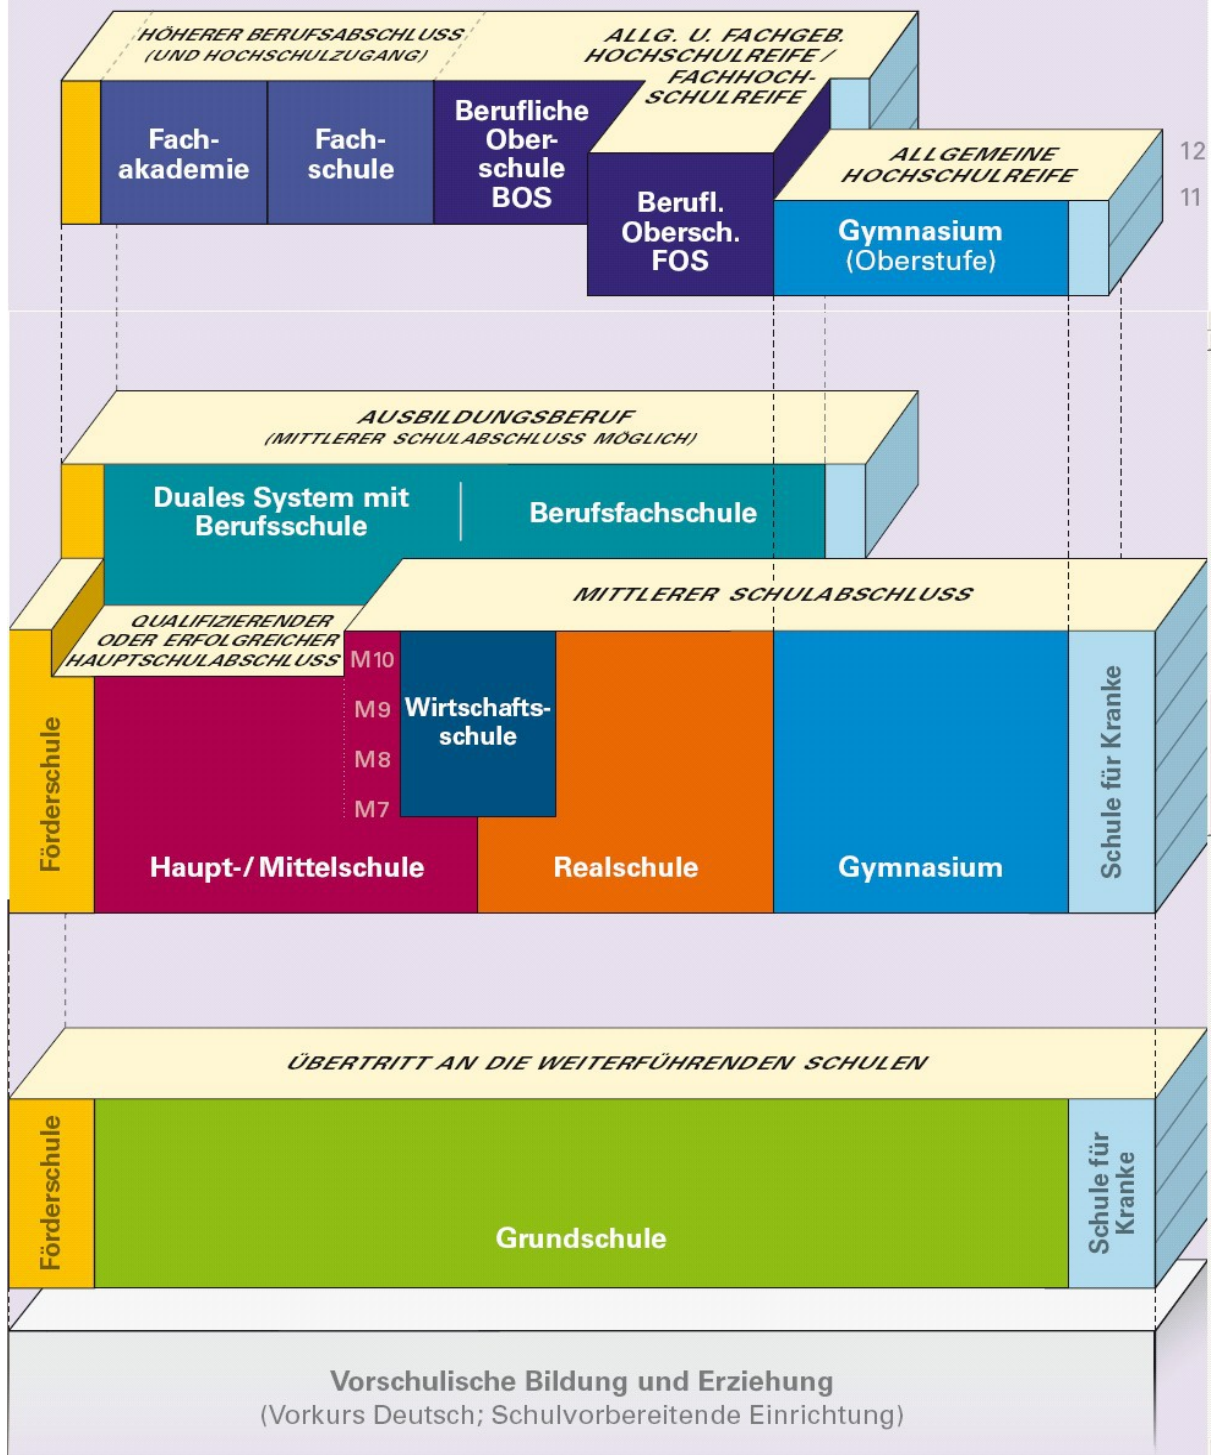 HÖHERER BERUFSABSCHLUSS
(UND HOCHSCHULZUGANG)
ALLG. U. FACHGEB.
HOCHSCHULREIFE /
FACHHOCH-
SCHULREIFE
Fach-
akademie
Fach-
schule
Berufliche
Ober-
schule
BOS
Berufl.
Obersch.
FOS
ALLGEMEINE
HOCHSCHULREIFE
Gymnasium
(Oberstufe)
12
11
AUSBILDUNGSBERUF
(MITTLERER SCHULABSCHLUSS MÖGLICH)
Duales System mit
Berufsschule
Berufsfachschule
MITTLERER SCHULABSCHLUSS
QUALIFIZIERENDER
ODER ERFOLGREICHER
HAUPTSCHULABSCHLUSS
M10
M9
M8
M7
Wirtschafts-
schule
Förderschule
Haupt-/Mittelschule
Realschule
Gymnasium
Schule für Kranke
ÜBERTRITT AN DIE WEITERFÜHRENDEN SCHULEN
Förderschule
Grundschule
Schule für
Kranke
Vorschulische Bildung und Erziehung
(Vorkurs Deutsch; Schulvorbereitende Einrichtung)